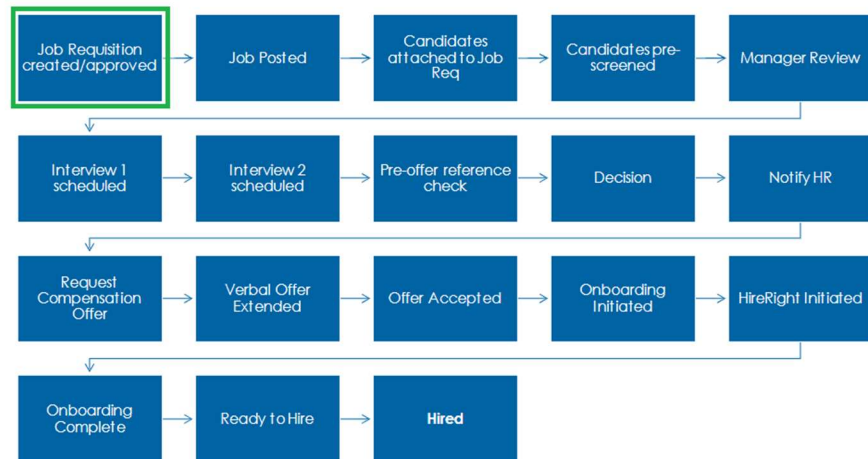 Job Requisition
created/approved
Job Posted
Candidates
attached to Job
Req
Candidates pre-
screened
Manager Review
Interview 1
scheduled
Interview 2
scheduled
Pre-offer reference
check
Decision
Notify HR
Request
Compensation
Offer
Verbal Offer
Extended
Offer Accepted
Onboarding
Initiated
HireRight Initiated
Onboarding
Complete
Ready to Hire
Hired